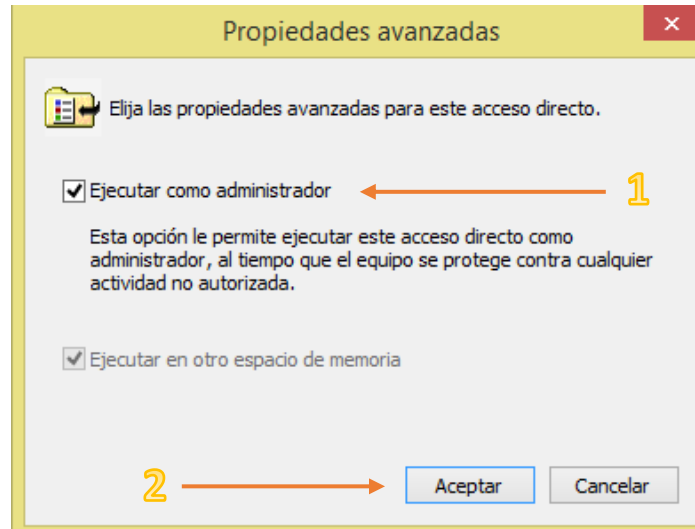 Propiedades avanzadas
Elija las propiedades avanzadas para este acceso directo.
Ejecutar como administrador
1
Esta opción le permite ejecutar este acceso directo como
administrador, al tiempo que el equipo se protege contra cualquier
actividad no autorizada.
Ejecutar en otro espacio de memoria
2
Aceptar
Cancelar